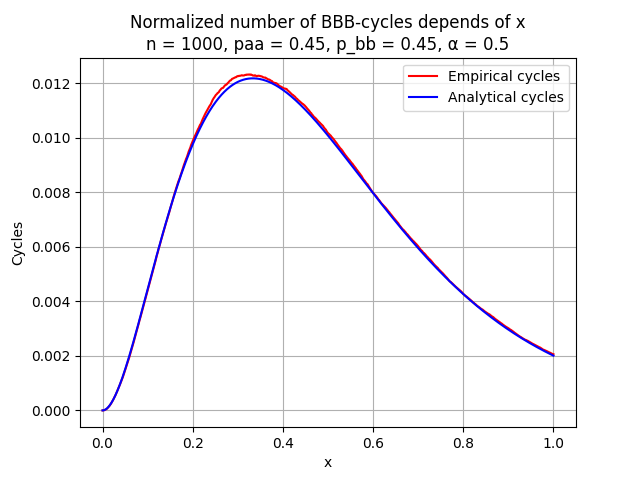 Normalized number of BBB-cycles depends of x
n = 1000, paa = 0.45, p_bb = 0.45, α = 0.5
Empirical cycles
Analytical cycles
Cycles
0.012
0.010
0.008
0.006
0.004
0.002
0.000
0.0 0.2 0.4 0.6 0.8 1.0
x